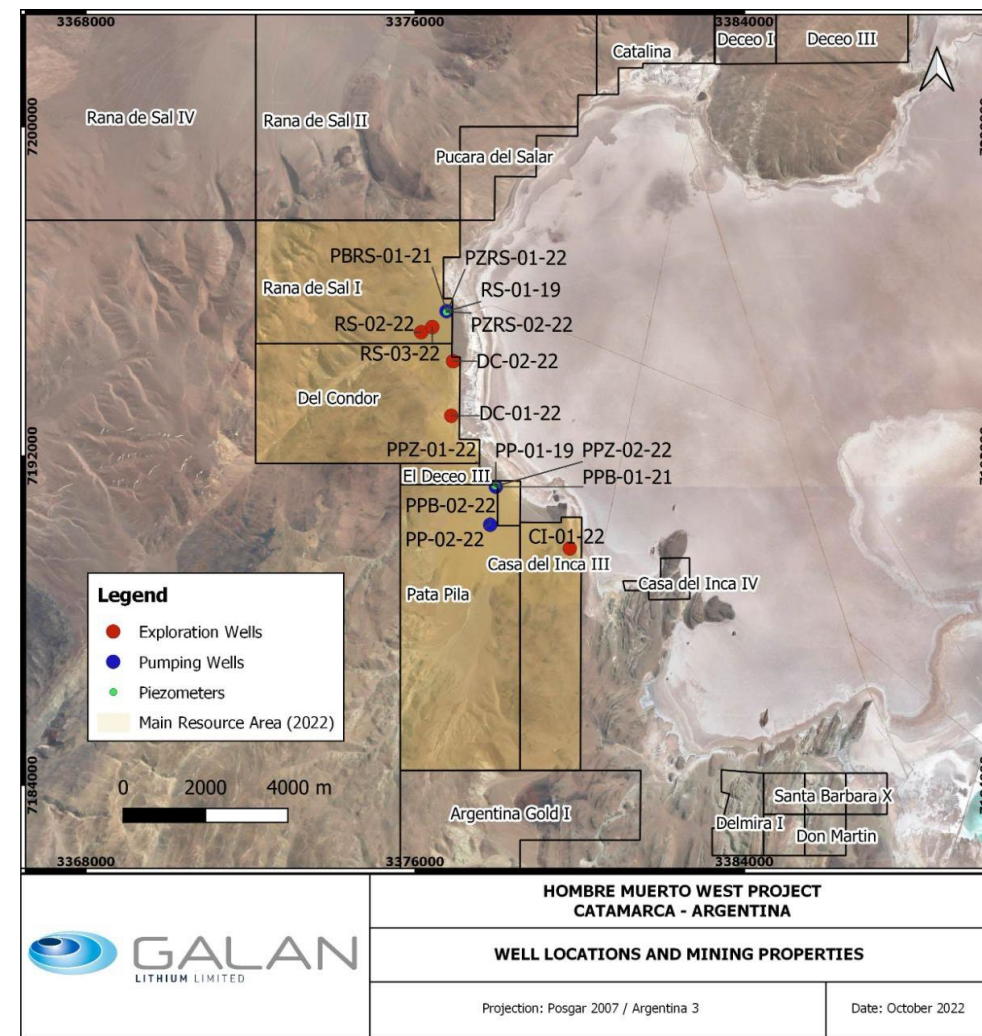 3368000
3376000
3384000
Catalina
Deceo I
Deceo III
7200000
Rana de Sal IV
Rana de Sal II
Pucara del Salar
PBRS-01-21
PZRS-01-22
Rana de Sal I
RS-01-19
RS-02-22
PZRS-02-22
RS-03-22
DC-02-22
Del Condor
DC-01-22
7192000
PPZ-01-22
PP-01-19
PPZ-02-22
El Deceo III
PPB-01-21
PPB-02-22
PP-02-22
CI-01-22
Casa del Inca III
Casa del Inca IV
Pata Pila
Legend
Exploration Wells
Pumping Wells
Piezometers
Main Resource Area (2022)
0 2000 4000 m
7184000
Argentina Gold I
Santa Barbara X
Delmira I
Don Martin
3368000
3376000
3384000
HOMBRE MUERTO WEST PROJECT
CATAMARCA - ARGENTINA
GALAN
LITHIUM LIMITED
WELL LOCATIONS AND MINING PROPERTIES
Projection: Posgar 2007 / Argentina 3
Date: October 2022